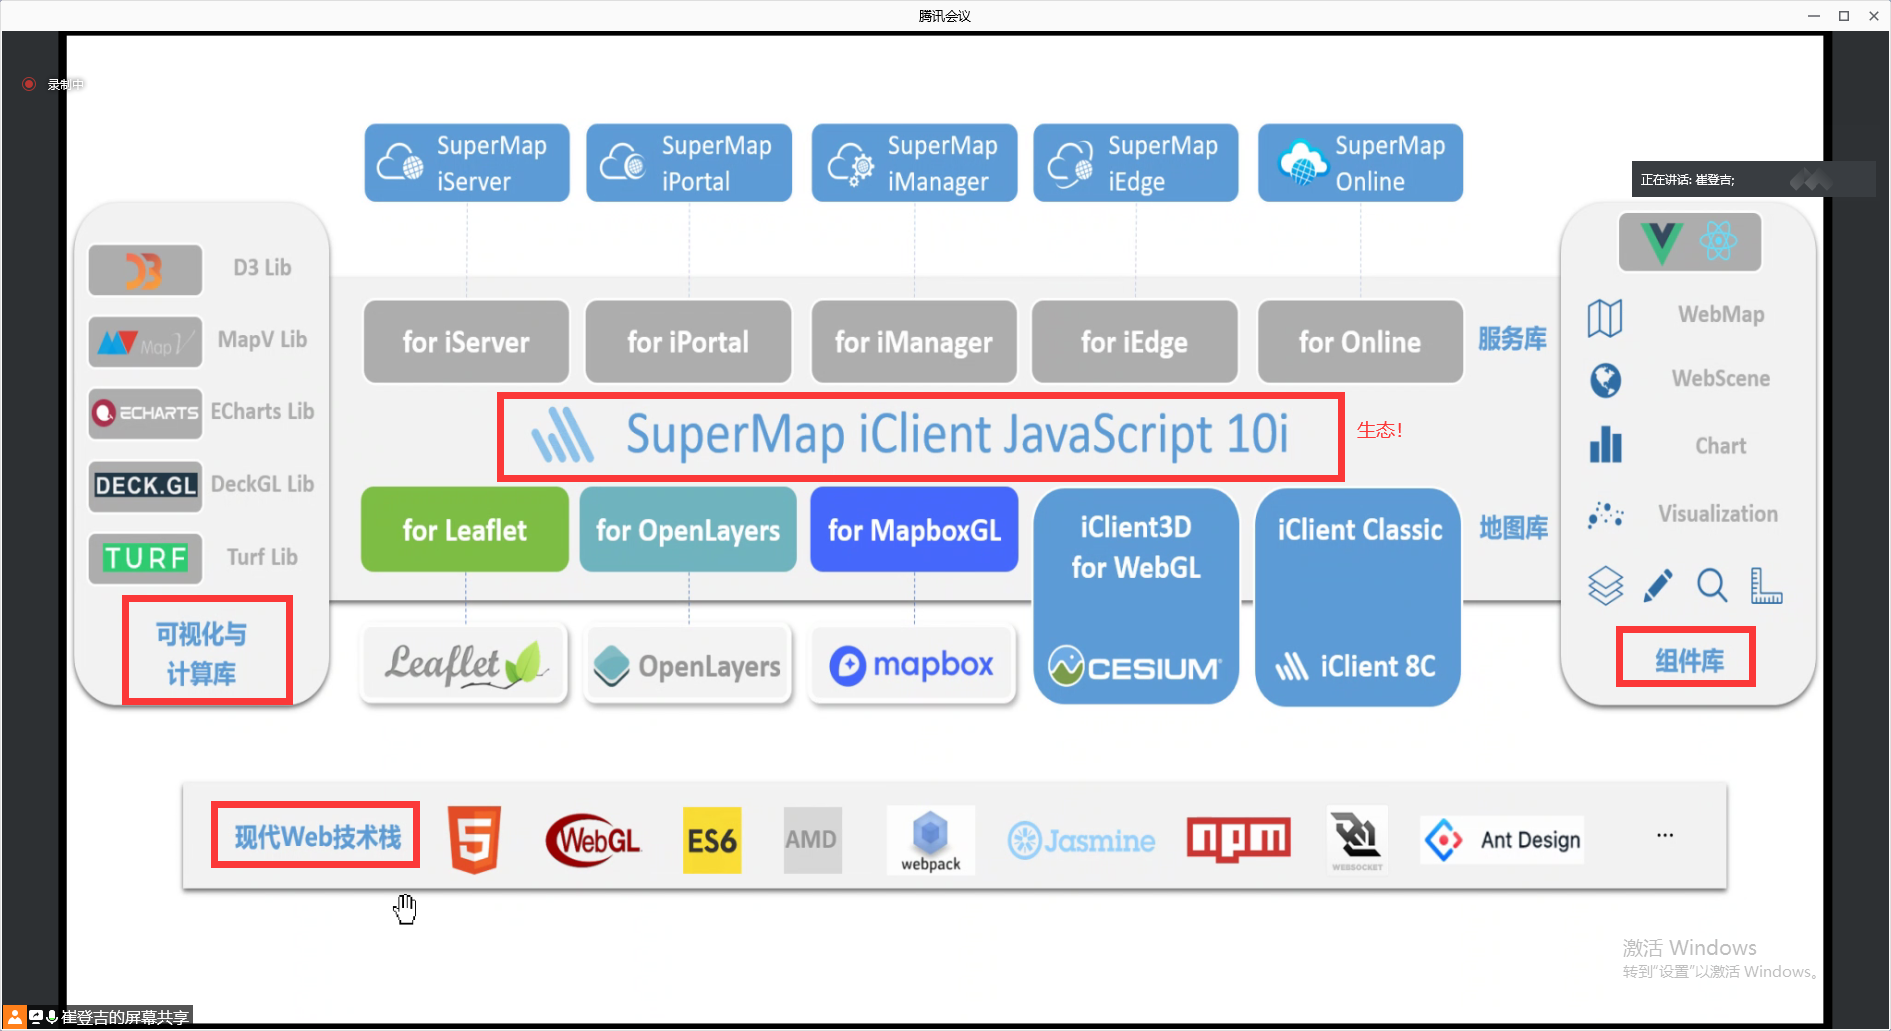 腾讯会议
录制中
正在讲话: 崔登吉;
SuperMap
iServer
SuperMap
iPortal
SuperMap
iManager
SuperMap
iEdge
SuperMap
Online
D3 Lib
MapV
MapV Lib
ECHARTS
ECharts Lib
DECK.GL
DeckGL Lib
TURF
Turf Lib
可视化与
计算库
for iServer
for iPortal
for iManager
for iEdge
for Online
服务库
SuperMap iClient JavaScript 10i
生态!
for Leaflet
for OpenLayers
for MapboxGL
iClient3D
for WebGL
iClient Classic
地图库
Leaflet
OpenLayers
mapbox
CESIUM
iClient 8C
WebMap
WebScene
Chart
Visualization
组件库
现代Web技术栈
5
WebGL
ES6
AMD
webpack
Jasmine
npm
WEBSOCKET
Ant Design
...
激活 Windows
转到"设置"以激活 Windows。
崔登吉的屏幕共享